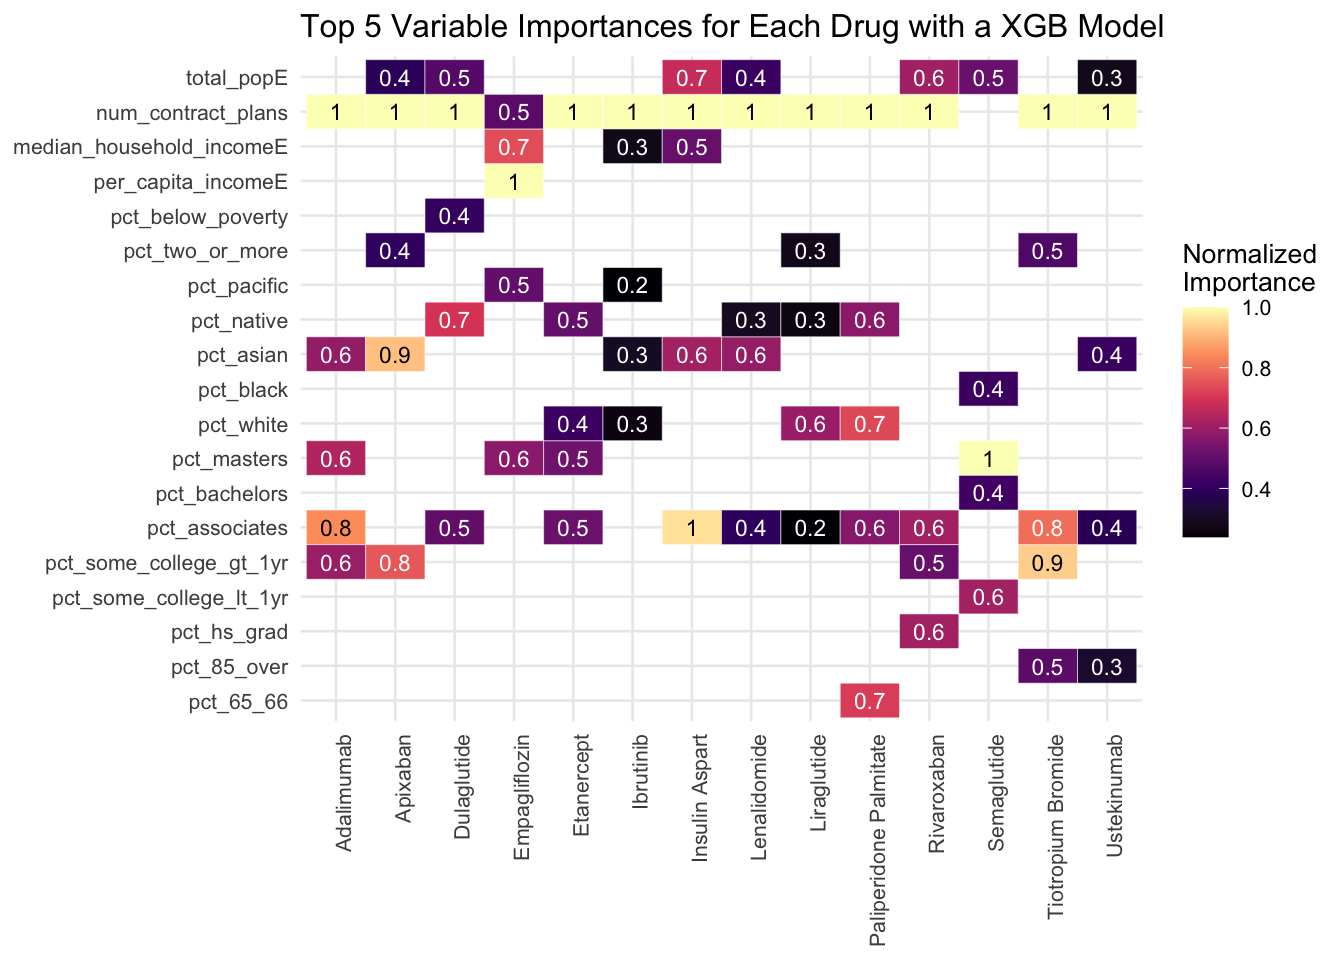 Top 5 Variable Importances for Each Drug with a XGB Model
total_popE 0.4 0.5 0.7 0.4 0.6 0.5 0.3
num_contract_plans 1 1 1 0.5 1 1 1 1 1 1 1 1 1
median_household_incomeE 0.7 0.3 0.5
per_capita_incomeE 1
pct_below_poverty 0.4
pct_two_or_more 0.4 0.3 0.5
pct_pacific 0.5 0.2
pct_native 0.7 0.5 0.3 0.3 0.6
pct_asian 0.6 0.9 0.3 0.6 0.6 0.4
pct_black 0.4
pct_white 0.4 0.3 0.6 0.7
pct_masters 0.6 0.6 0.5 1
pct_bachelors 0.4
pct_associates 0.8 0.5 0.5 1 0.4 0.2 0.6 0.6 0.8 0.4
pct_some_college_gt_1yr 0.6 0.8 0.5 0.9
pct_some_college_lt_1yr 0.6
pct_hs_grad 0.6
pct_85_over 0.5 0.3
pct_65_66 0.7
Adalimumab
Apixaban
Dulaglutide
Empagliflozin
Etanercept
Ibrutinib
Insulin Aspart
Lenalidomide
Liraglutide
Paliperidone Palmitate
Rivaroxaban
Semaglutide
Tiotropium Bromide
Ustekinumab
Normalized
Importance
1.0
0.8
0.6
0.4